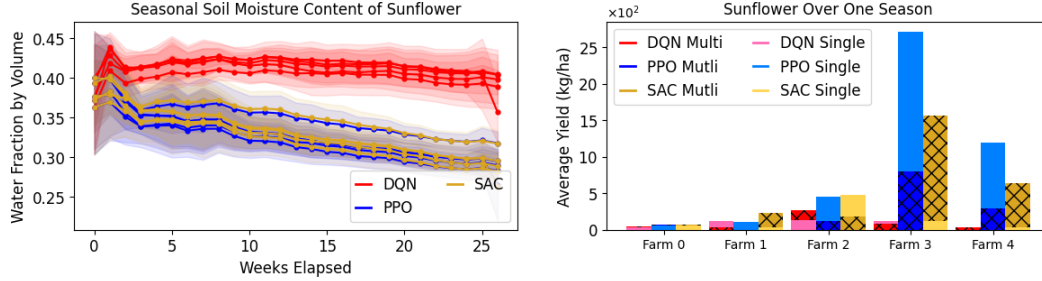 Seasonal Soil Moisture Content of Sunflower
Water Fraction by Volume
0.45
0.40
0.35
0.30
0.25
DQN
PPO
SAC
0 5 10 15 20 25
Weeks Elapsed
Sunflower Over One Season
×10²
Average Yield (kg/ha)
25
20
15
10
5
0
DQN Multi
PPO Mutli
SAC Mutli
DQN Single
PPO Single
SAC Single
Farm 0 Farm 1 Farm 2 Farm 3 Farm 4